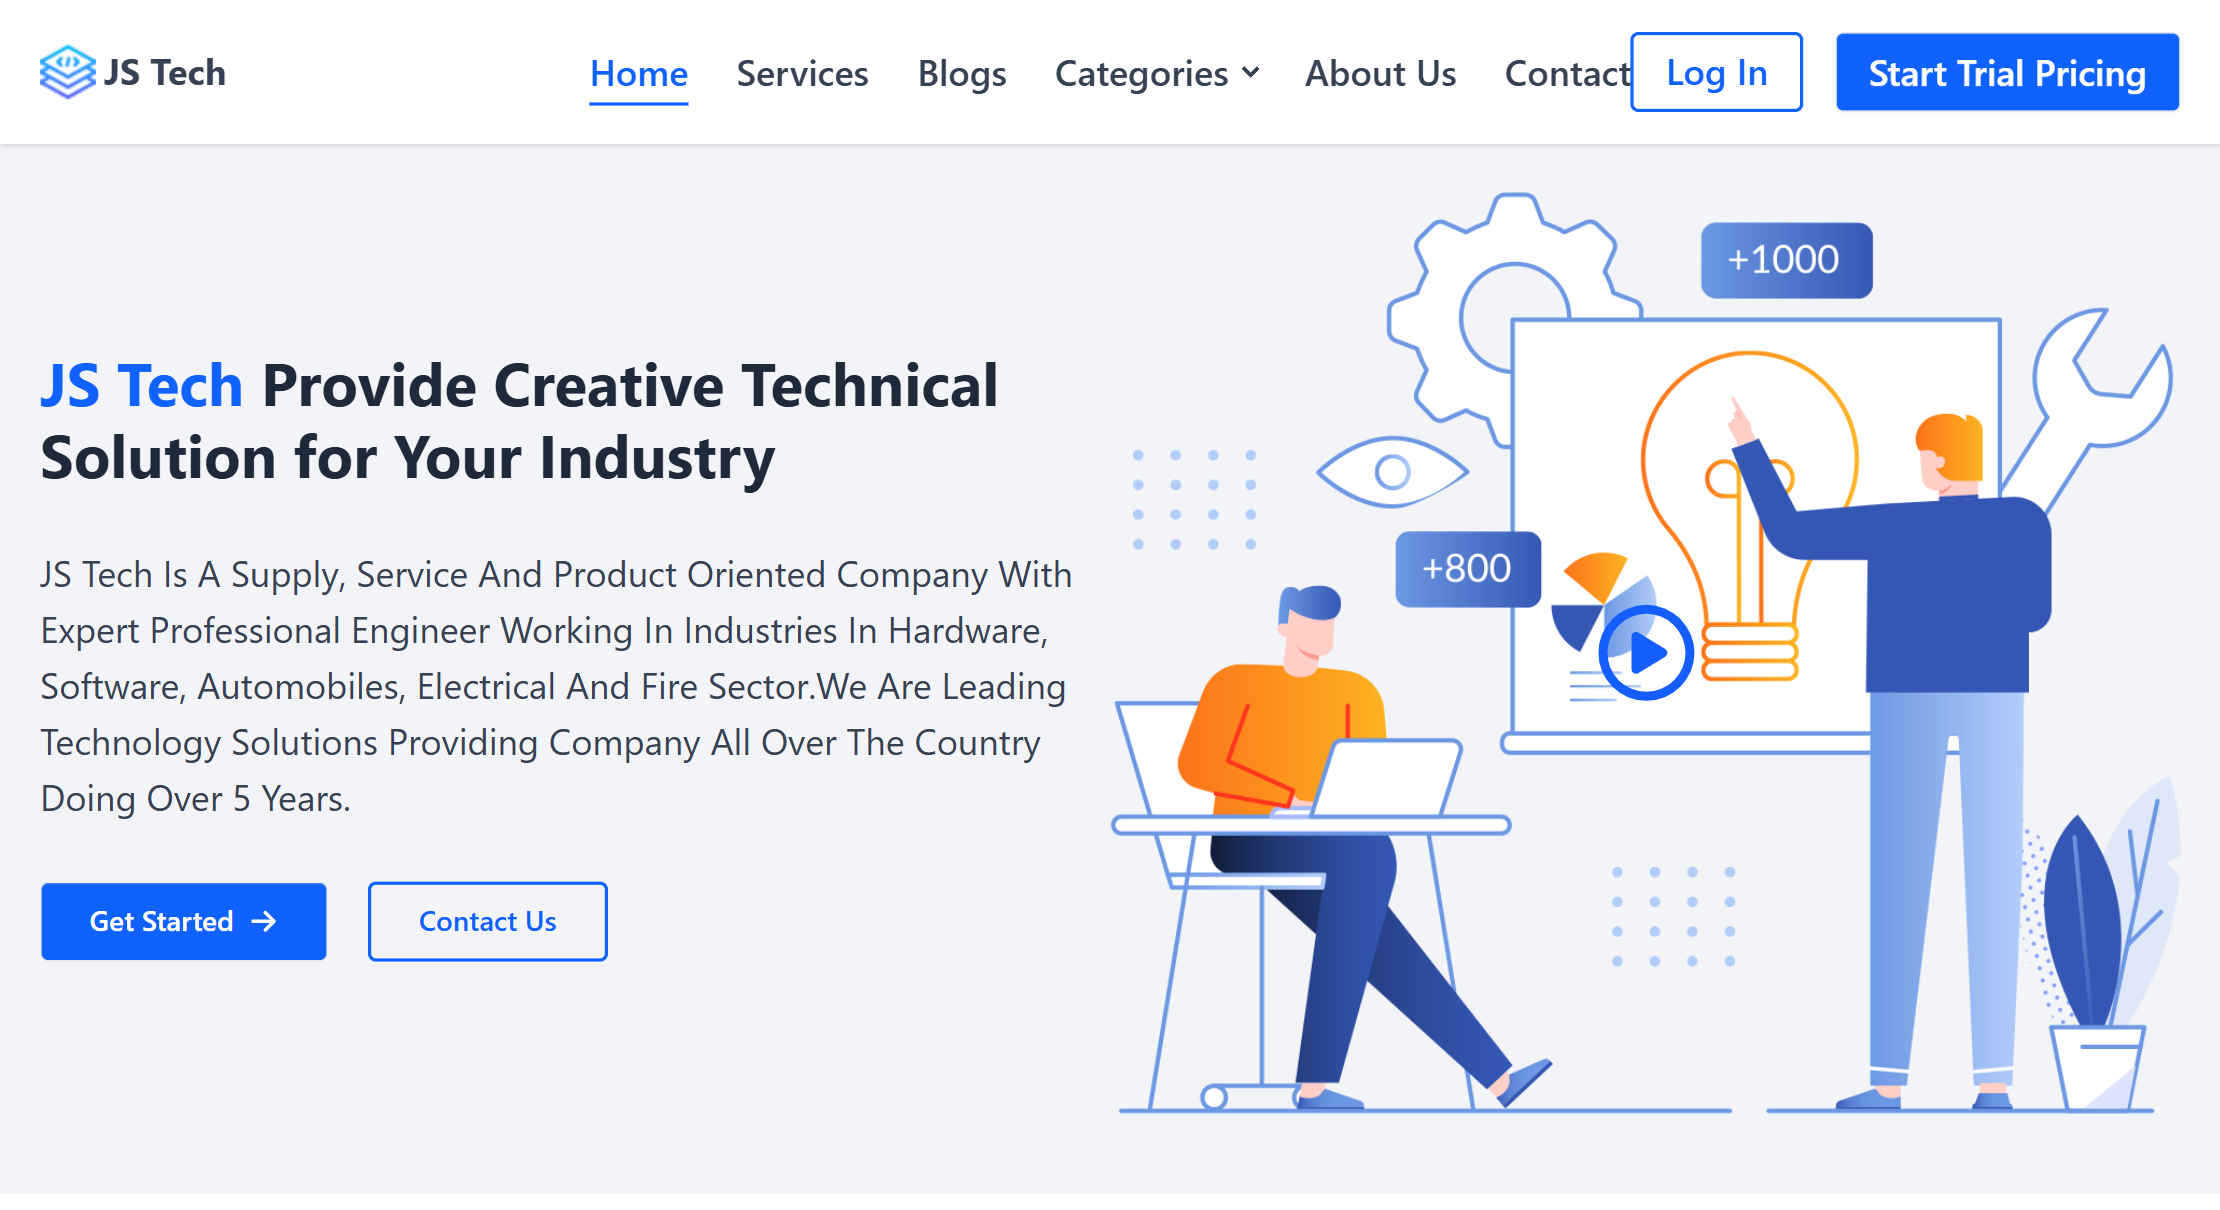 JS Tech
Home Services Blogs Categories About Us Contact Log In Start Trial Pricing
+1000
JS Tech Provide Creative Technical
Solution for Your Industry
+800
JS Tech Is A Supply, Service And Product Oriented Company With
Expert Professional Engineer Working In Industries In Hardware,
Software, Automobiles, Electrical And Fire Sector.We Are Leading
Technology Solutions Providing Company All Over The Country
Doing Over 5 Years.
Get Started
Contact Us